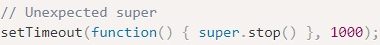 // Unexpected super
setTimeout(function() { super.stop() }, 1000);